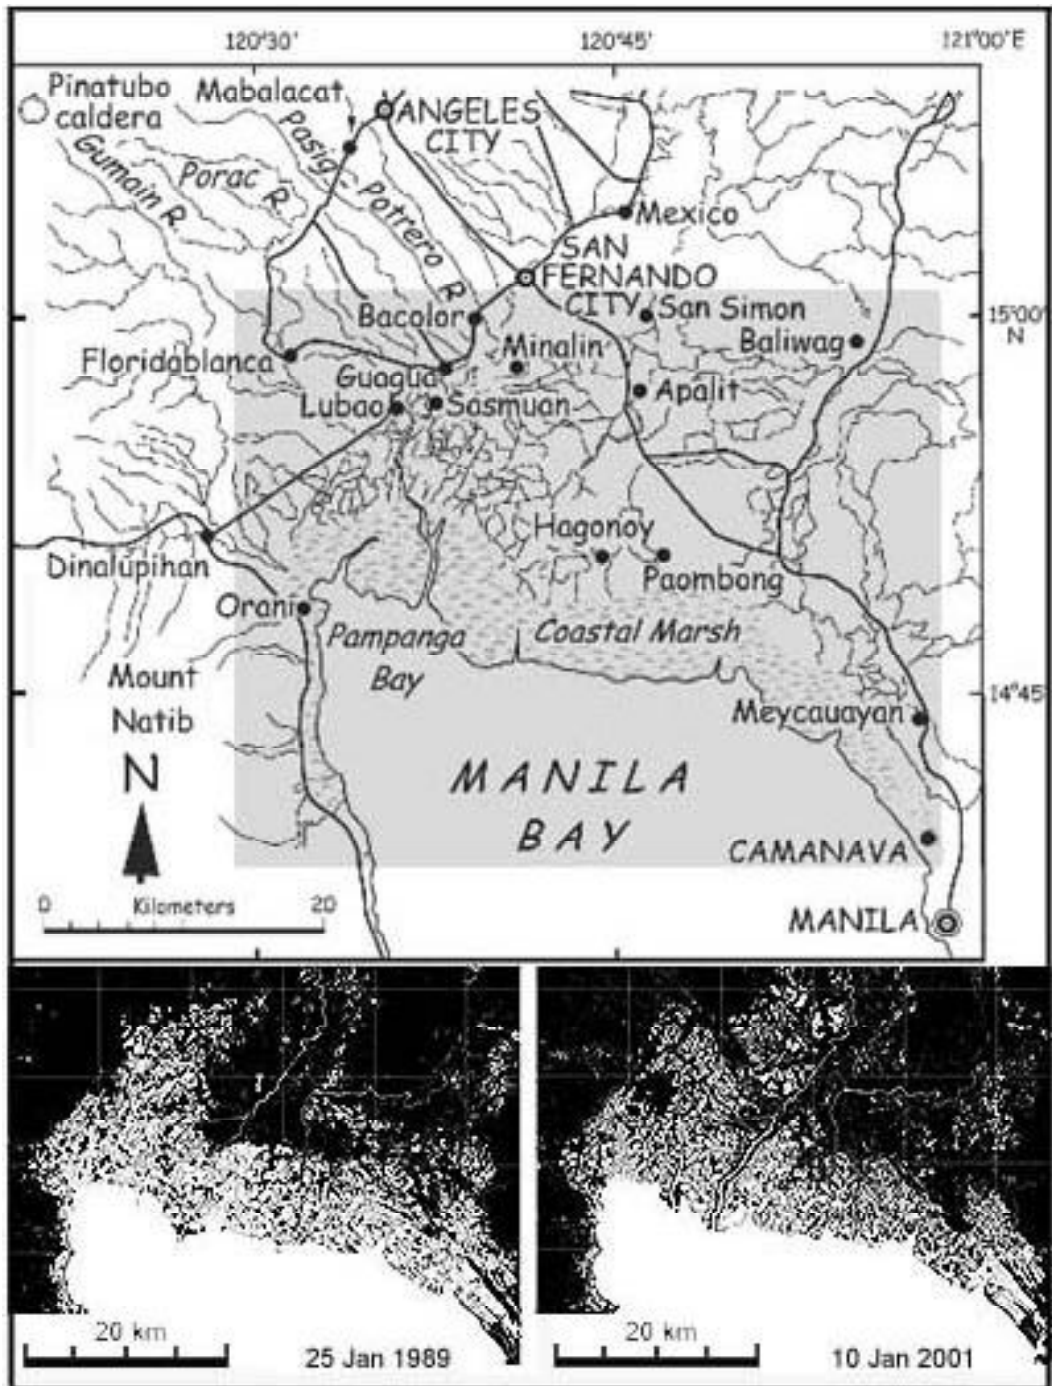 120°30'
120°45'
121°00'E
Pinatubo
caldera
Mabalacat
ANGELES
CITY
Gumain R.
Porac R.
Pasig-Potrero R.
Mexico
SAN
FERNANDO
CITY
San Simon
15°00'
N
Bacolor
Minalin
Baliwag
Floridablanca
Guagua
Apalit
Lubao
Sasmuan
Hagonoy
Dinalupihan
Paombong
Orani
Pampanga
Bay
Coastal Marsh
Mount
Natib
14°45'
Meycauayan
N
MANILA
BAY
CAMANAVA
0 Kilometers 20
MANILA
20 km
25 Jan 1989
20 km
10 Jan 2001